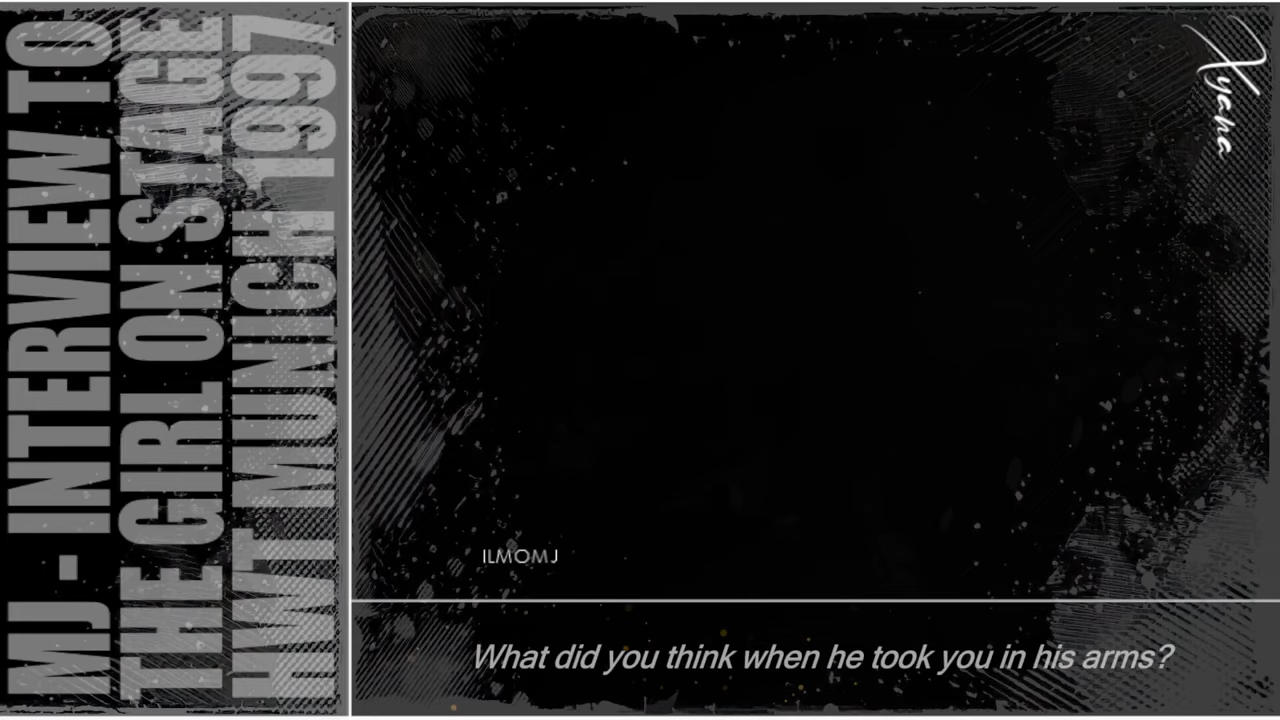 MJ - INTERVIEW TO
THE GIRL ON STAGE
HWT MUNICH 1997
Xyana
ILMOMJ
What did you think when he took you in his arms?